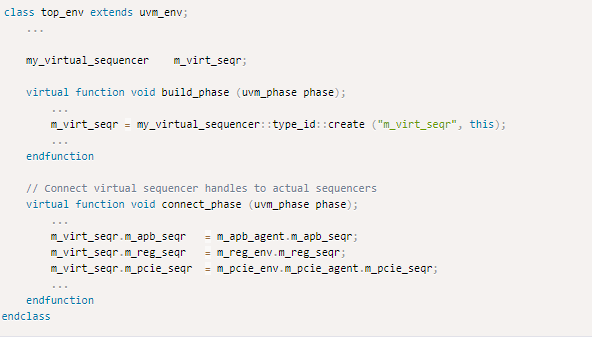 class top_env extends uvm_env;
...
my_virtual_sequencer    m_virt_seqr;
virtual function void build_phase (uvm_phase phase);
...
m_virt_seqr = my_virtual_sequencer::type_id::create ("m_virt_seqr", this);
...
endfunction
// Connect virtual sequencer handles to actual sequencers
virtual function void connect_phase (uvm_phase phase);
...
m_virt_seqr.m_apb_seqr   = m_apb_agent.m_apb_seqr;
m_virt_seqr.m_reg_seqr   = m_reg_env.m_reg_seqr;
m_virt_seqr.m_pcie_seqr  = m_pcie_env.m_pcie_agent.m_pcie_seqr;
...
endfunction
endclass